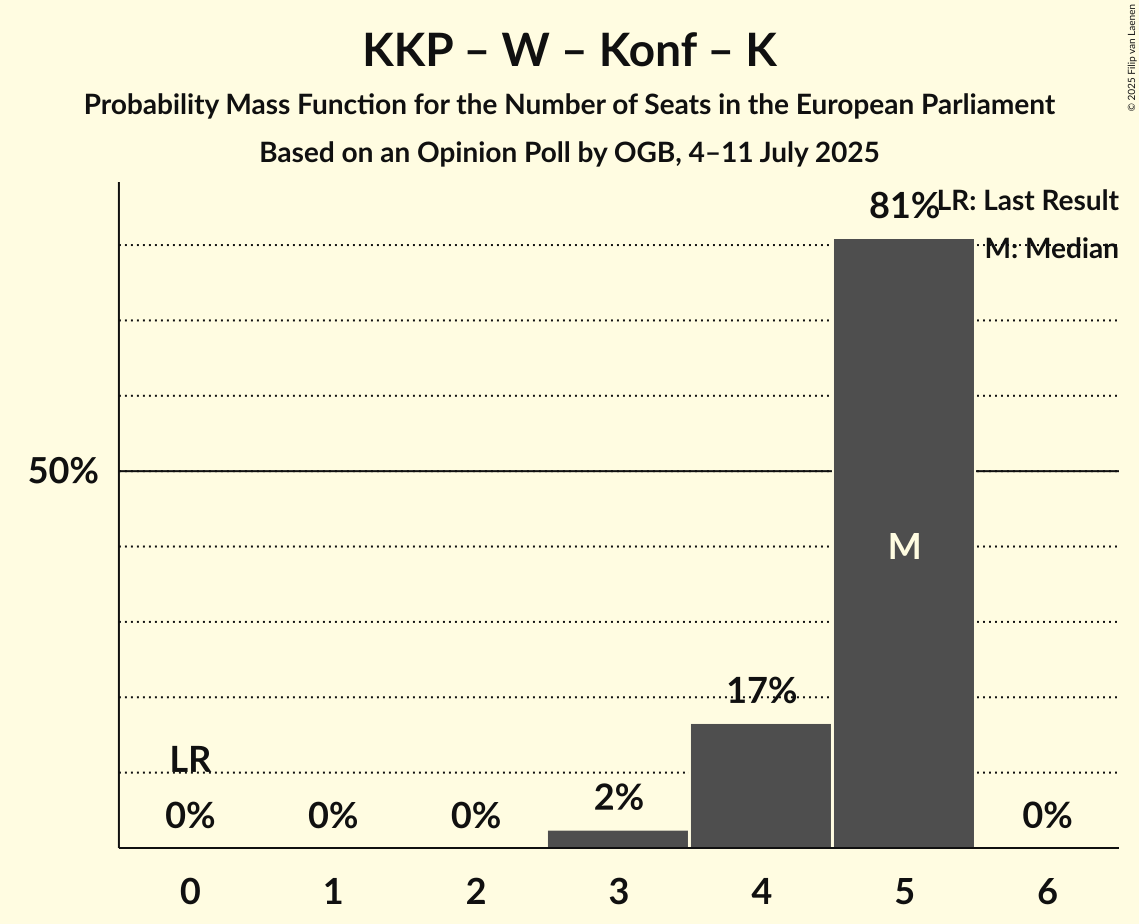 KKP – W – Konf – K
Probability Mass Function for the Number of Seats in the European Parliament
Based on an Opinion Poll by OGB, 4–11 July 2025
© 2025 Filip van Laenen
LR: Last Result
M: Median
81%
50%
M
17%
LR
2%
0%
0%
0%
0%
0
1
2
3
4
5
6